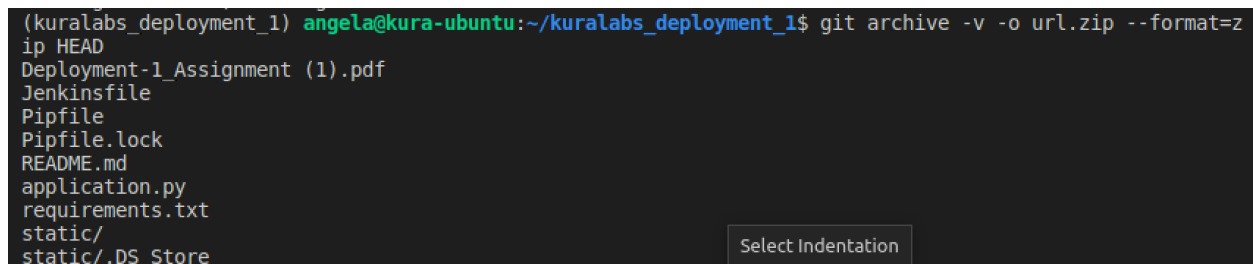 (kuralabs_deployment_1) angela@kura-ubuntu:~/kuralabs_deployment_1$ git archive -v -o url.zip --format=z
ip HEAD
Deployment-1_Assignment (1).pdf
Jenkinsfile
Pipfile
Pipfile.lock
README.md
application.py
requirements.txt
static/
Select Indentation
static/.DS_Store